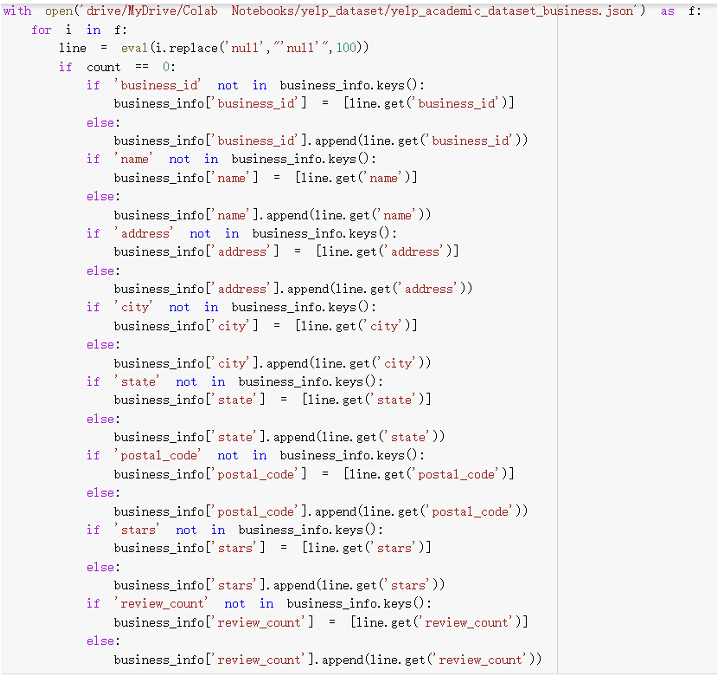 with open('drive/MyDrive/Colab Notebooks/yelp_dataset/yelp_academic_dataset_business.json') as f:
    for i in f:
        line = eval(i.replace('null',"'null'",100))
        if count == 0:
            if 'business_id' not in business_info.keys():
                business_info['business_id'] = [line.get('business_id')]
            else:
                business_info['business_id'].append(line.get('business_id'))
            if 'name' not in business_info.keys():
                business_info['name'] = [line.get('name')]
            else:
                business_info['name'].append(line.get('name'))
            if 'address' not in business_info.keys():
                business_info['address'] = [line.get('address')]
            else:
                business_info['address'].append(line.get('address'))
            if 'city' not in business_info.keys():
                business_info['city'] = [line.get('city')]
            else:
                business_info['city'].append(line.get('city'))
            if 'state' not in business_info.keys():
                business_info['state'] = [line.get('state')]
            else:
                business_info['state'].append(line.get('state'))
            if 'postal_code' not in business_info.keys():
                business_info['postal_code'] = [line.get('postal_code')]
            else:
                business_info['postal_code'].append(line.get('postal_code'))
            if 'stars' not in business_info.keys():
                business_info['stars'] = [line.get('stars')]
            else:
                business_info['stars'].append(line.get('stars'))
            if 'review_count' not in business_info.keys():
                business_info['review_count'] = [line.get('review_count')]
            else:
                business_info['review_count'].append(line.get('review_count'))